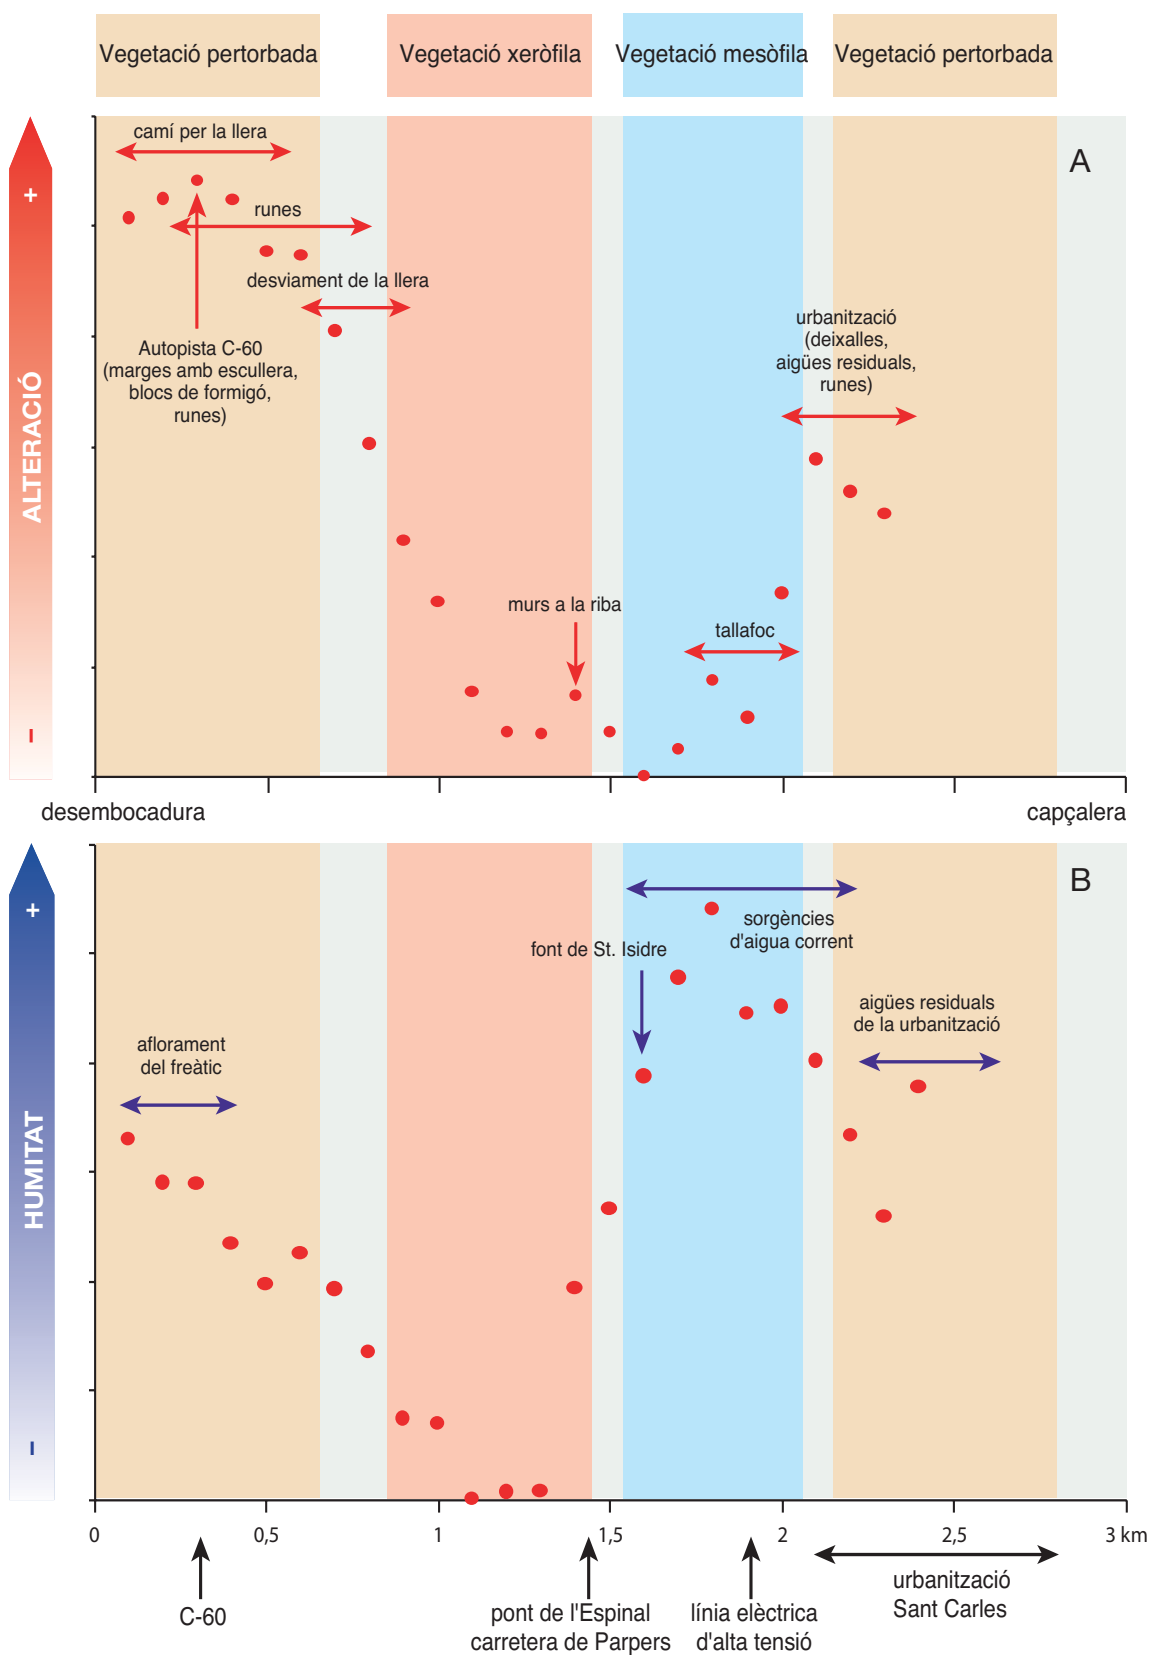 Vegetació pertorbada
Vegetació xeròfila
Vegetació mesòfila
Vegetació pertorbada
A
+
ALTERACIÓ
–
camí per la llera
runes
desviament de la llera
Autopista C-60
(marges amb escullera,
blocs de formigó,
runes)
murs a la riba
tallafoc
urbanització
(deixalles,
aigües residuals,
runes)
desembocadura
capçalera
B
+
HUMITAT
–
aflorament
del freàtic
font de St. Isidre
sorgències
d'aigua corrent
aigües residuals
de la urbanització
0
0,5
1
1,5
2
2,5
3 km
C-60
pont de l'Espinal
carretera de Parpers
línia elèctrica
d'alta tensió
urbanització
Sant Carles